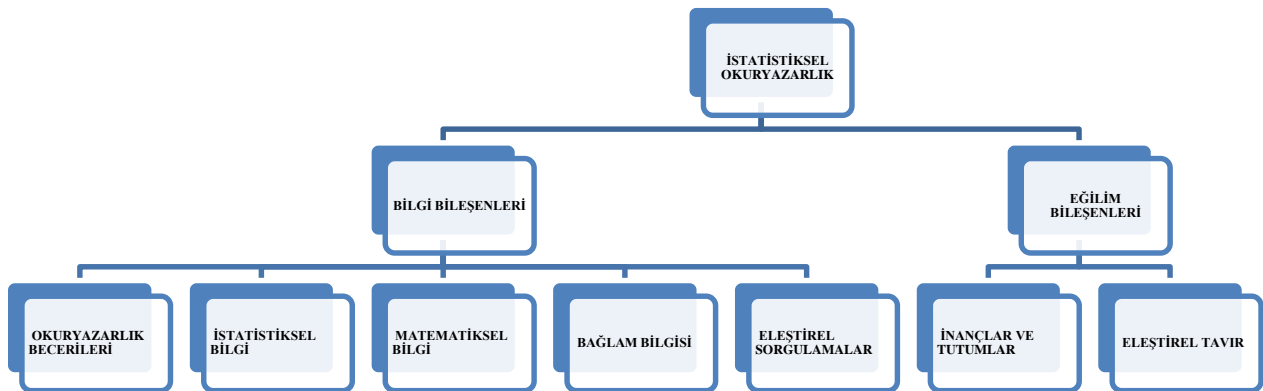 İSTATİSTİKSEL
OKURYAZARLIK
BİLGİ BİLEŞENLERİ
EĞİLİM
BİLEŞENLERİ
OKURYAZARLIK
BECERİLERİ
İSTATİSTİKSEL
BİLGİ
MATEMATİKSEL
BİLGİ
BAĞLAM BİLGİSİ
ELEŞTİREL
SORGULAMALAR
İNANÇLAR VE
TUTUMLAR
ELEŞTİREL TAVIR